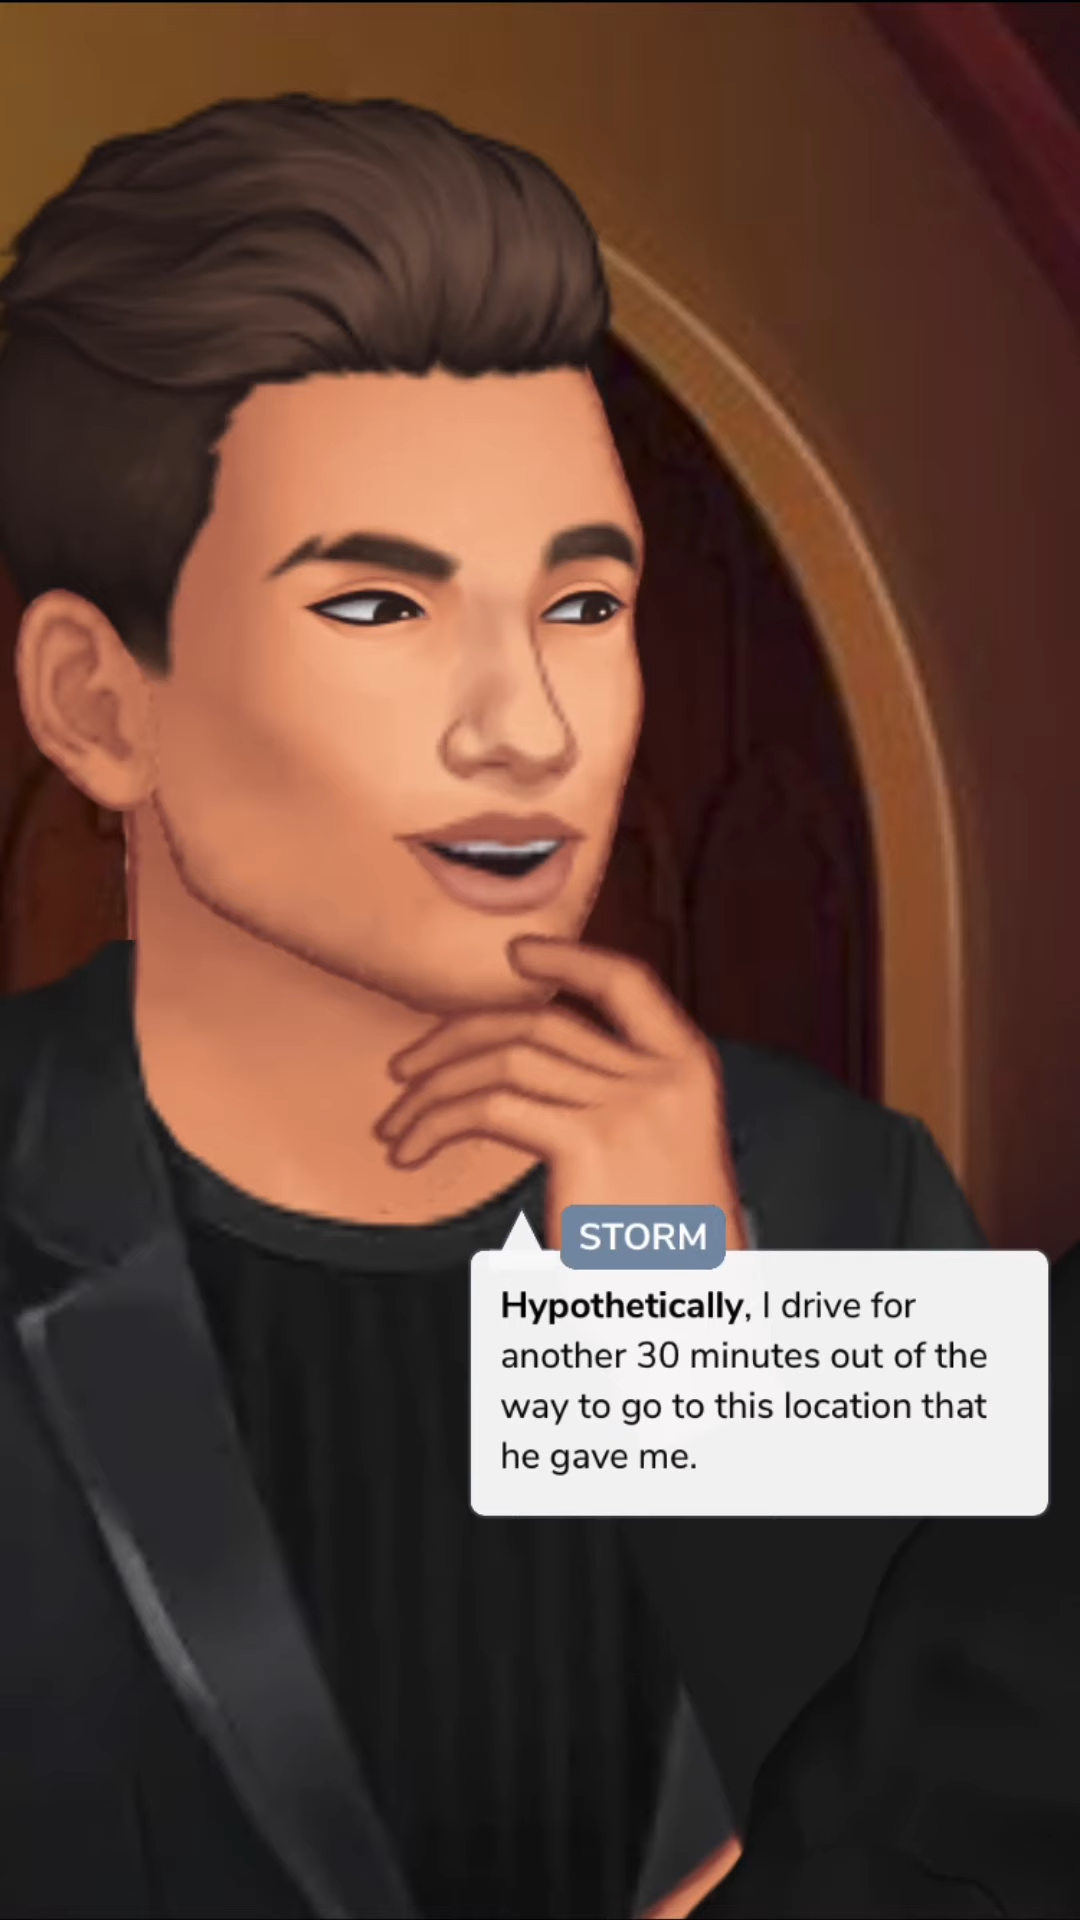 STORM
Hypothetically, I drive for
another 30 minutes out of the
way to go to this location that
he gave me.